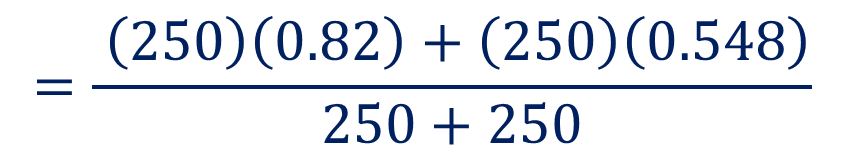 = (250)(0.82) + (250)(0.548)
250 + 250